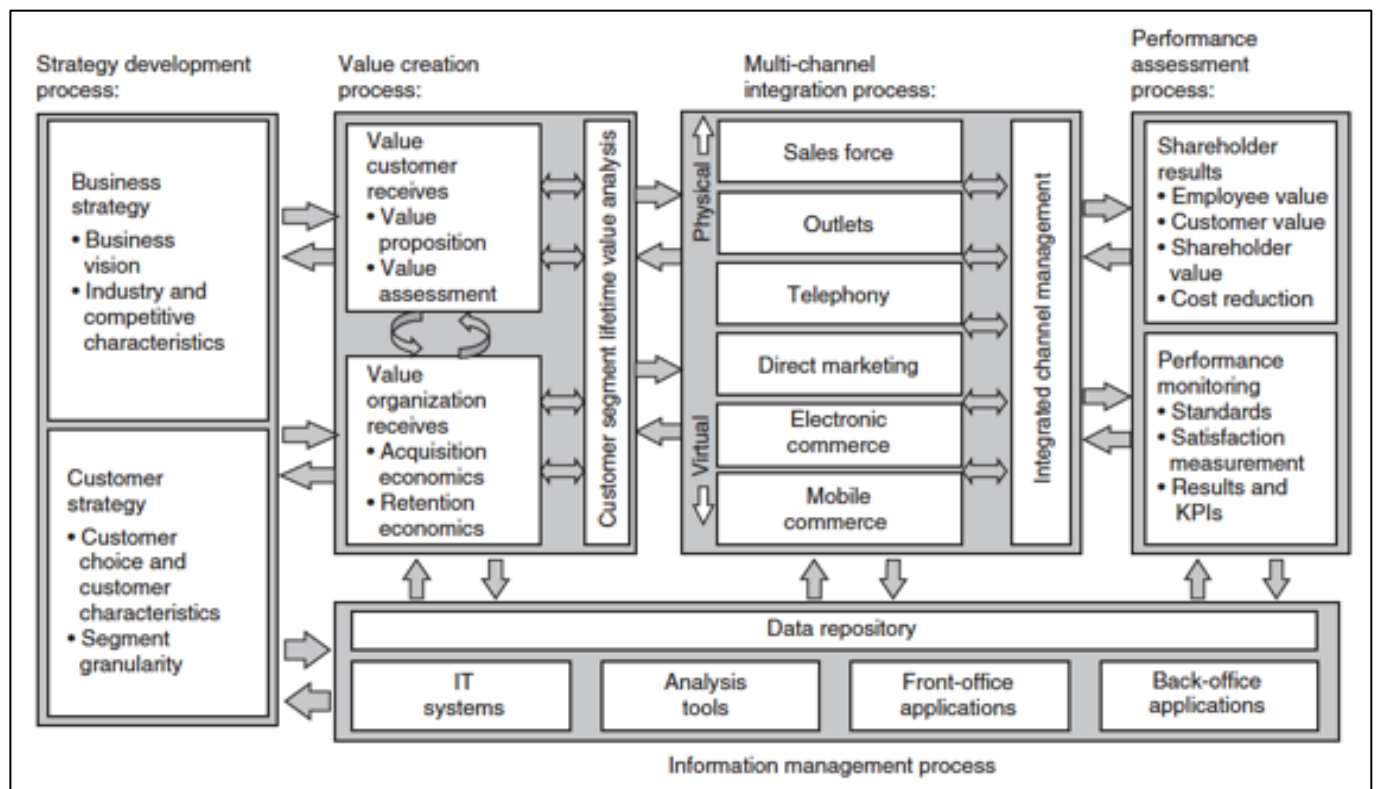 Strategy development
process:
Business
strategy
• Business
vision
• Industry and
competitive
characteristics
Customer
strategy
• Customer
choice and
customer
characteristics
• Segment
granularity
Value creation
process:
Value
customer
receives
• Value
proposition
• Value
assessment
Value
organization
receives
• Acquisition
economics
• Retention
economics
Customer segment lifetime value analysis
Multi-channel
integration process:
Physical
Virtual
Sales force
Outlets
Telephony
Direct marketing
Electronic
commerce
Mobile
commerce
Integrated channel management
Performance
assessment
process:
Shareholder
results
• Employee value
• Customer value
• Shareholder
value
• Cost reduction
Performance
monitoring
• Standards
• Satisfaction
measurement
• Results and
KPIs
Data repository
IT
systems
Analysis
tools
Front-office
applications
Back-office
applications
Information management process